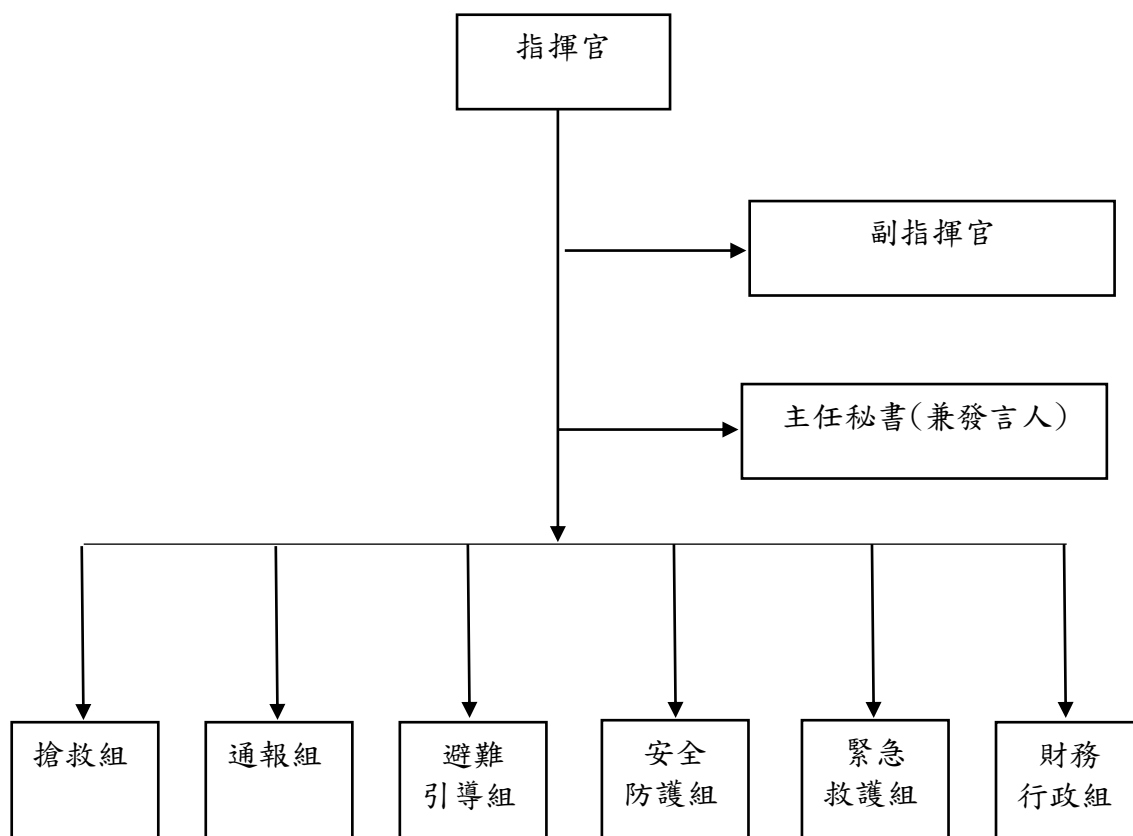 指揮官
副指揮官
主任秘書(兼發言人)
搶救組
通報組
避難
引導組
安全
防護組
緊急
救護組
財務
行政組